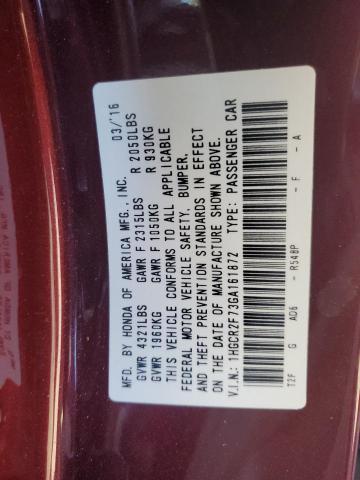 MFD. BY HONDA OF AMERICA MFG., INC. 03/'16
GVWR 4321LBS GAWR F 2315LBS R 2050LBS
GVWR 1960KG GAWR F 1050KG R 930KG
THIS VEHICLE CONFORMS TO ALL APPLICABLE
FEDERAL MOTOR VEHICLE SAFETY, BUMPER,
AND THEFT PREVENTION STANDARDS IN EFFECT
ON THE DATE OF MANUFACTURE SHOWN ABOVE.
V.I.N.: 1HGCR2F73GA161872 TYPE: PASSENGER CAR
T2F G A06 - R548P - F - A